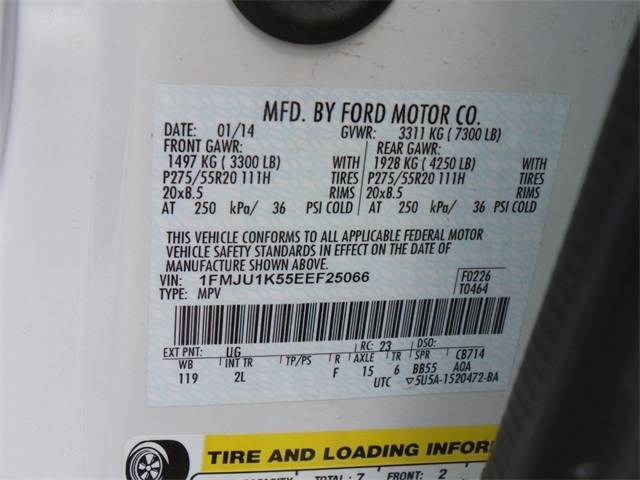 MFD. BY FORD MOTOR CO.
DATE: 01/14 GVWR: 3311 KG ( 7300 LB)
FRONT GAWR: REAR GAWR:
1497 KG ( 3300 LB) WITH 1928 KG ( 4250 LB) WITH
P275/55R20 111H TIRES P275/55R20 111H TIRES
20x8.5 RIMS 20x8.5 RIMS
AT 250 kPa/ 36 PSI COLD AT 250 kPa/ 36 PSI COLD
THIS VEHICLE CONFORMS TO ALL APPLICABLE FEDERAL MOTOR
VEHICLE SAFETY STANDARDS IN EFFECT ON THE DATE OF
MANUFACTURE SHOWN ABOVE.
VIN: 1FMJU1K55EEF25066 F0226
TYPE: MPV T0464
EXT PNT: UG RC: 23 DSO:
WB INT TR TP/PS R AXLE TR SPR CB714
119 2L F 15 6 BB55 AOA
UTC ▽5U5A-1520472-BA
TIRE AND LOADING INFOR
TOTAL: 7 FRONT: 2